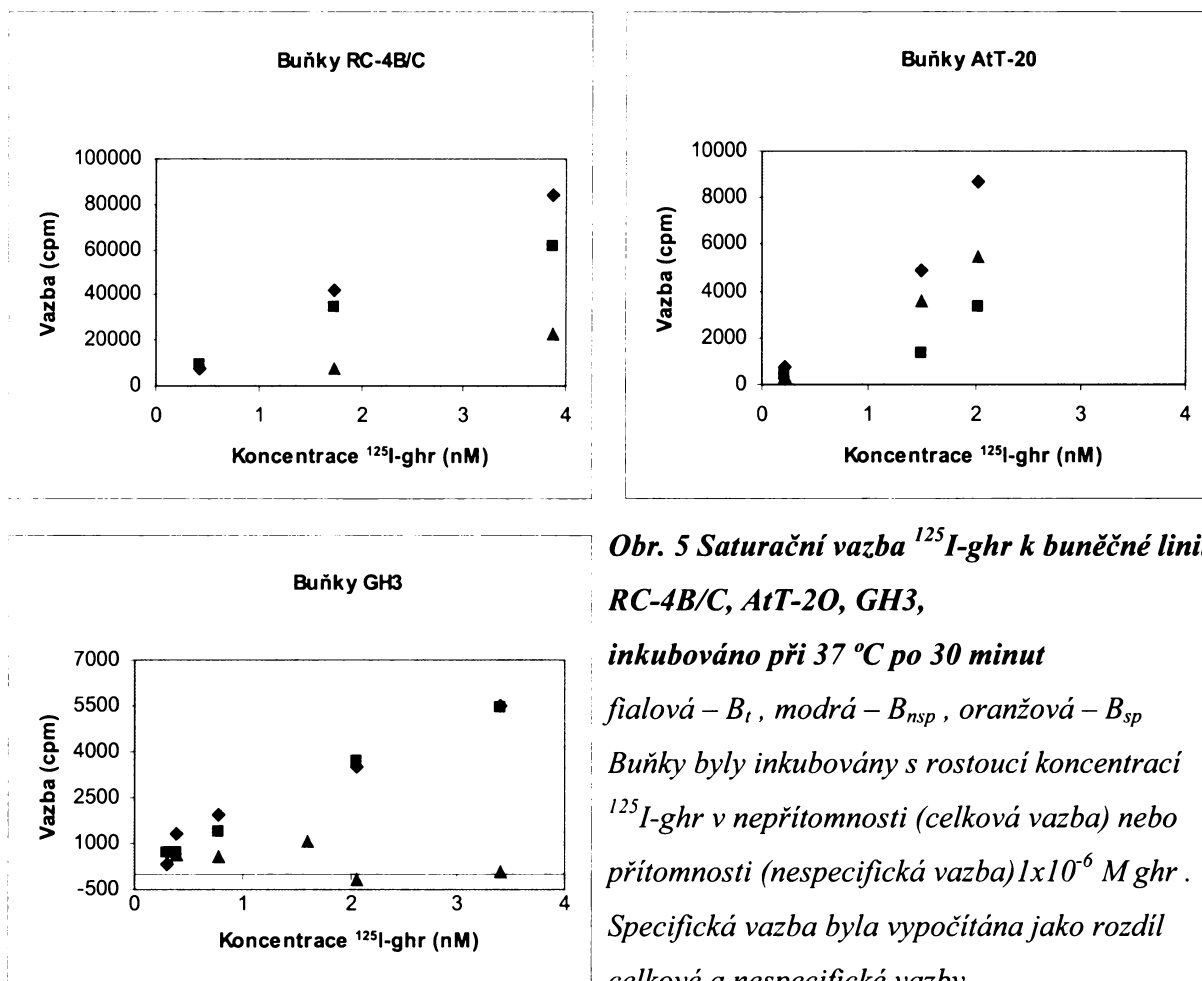 Buňky RC-4B/C
100000
80000
60000
40000
20000
0
0 1 2 3 4
Vazba (cpm)
Koncentrace ¹²⁵I-ghr (nM)
Buňky AtT-20
10000
8000
6000
4000
2000
0
0 1 2 3 4
Vazba (cpm)
Koncentrace ¹²⁵I-ghr (nM)
Buňky GH3
7000
5500
4000
2500
1000
-500
0 1 2 3 4
Vazba (cpm)
Koncentrace ¹²⁵I-ghr (nM)
Obr. 5 Saturační vazba ¹²⁵I-ghr k buněčné lini
RC-4B/C, AtT-2O, GH3,
inkubováno při 37 ºC po 30 minut
fialová – Bt , modrá – Bnsp , oranžová – Bsp
Buňky byly inkubovány s rostoucí koncentrací
¹²⁵I-ghr v nepřítomnosti (celková vazba) nebo
přítomnosti (nespecifická vazba)1x10⁻⁶ M ghr .
Specifická vazba byla vypočítána jako rozdíl
celkové a nespecifické vazby